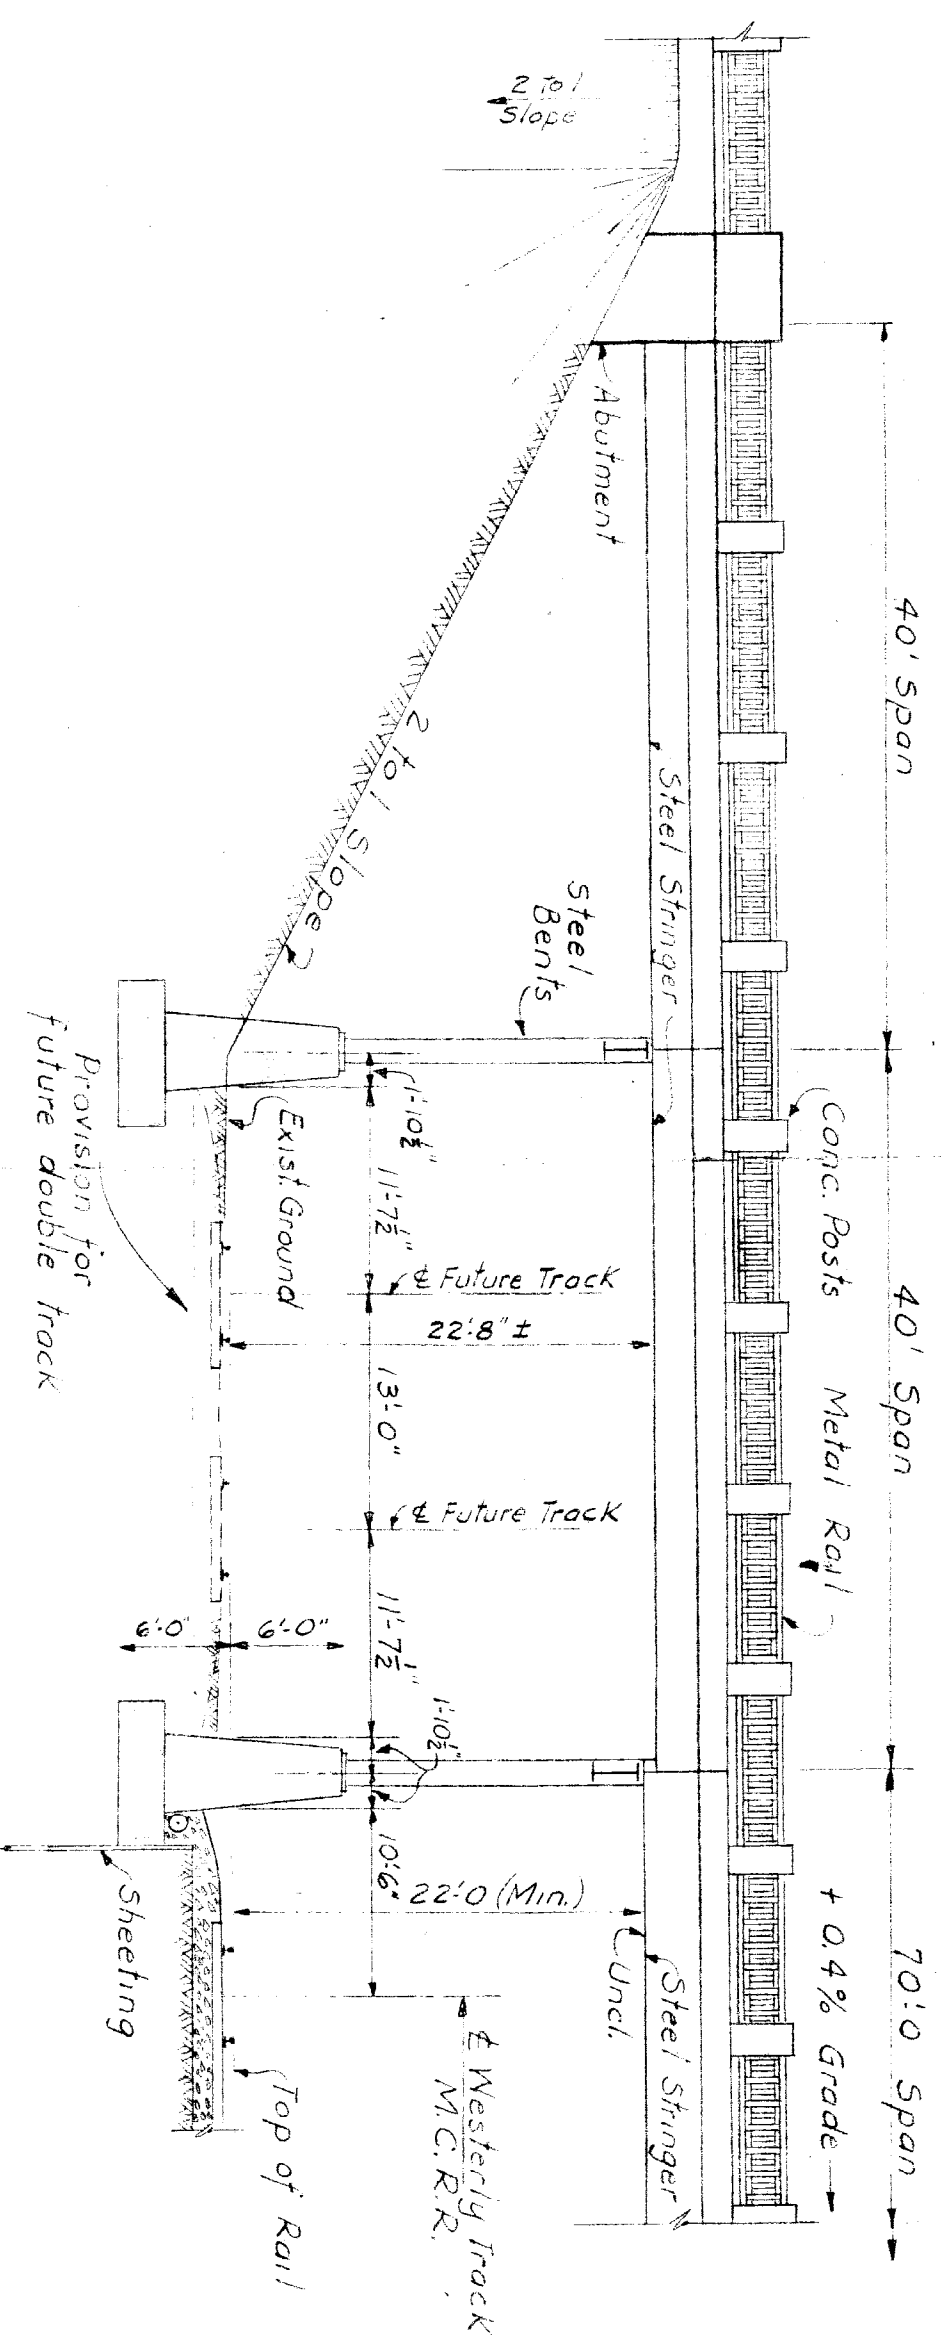 40' Span
40' Span
70'-0 Span
Conc. Posts
Metal Rail
+ 0.4% Grade
2 to 1
Slope
Abutment
Steel Stringer
Steel Stringer
Uncl.
Steel
Bents
2 to 1 Slope
℄ Future Track
℄ Future Track
22'-8" ±
22'-0 (Min.)
℄ Westerly Track
M.C.R.R.
1'-10½"
11'-7½"
13'-0"
11'-7½"
1'-10½"
10'-6"
Exist. Ground
6'-0"
6'-0"
Top of Rail
Provision for
future double track
Sheeting